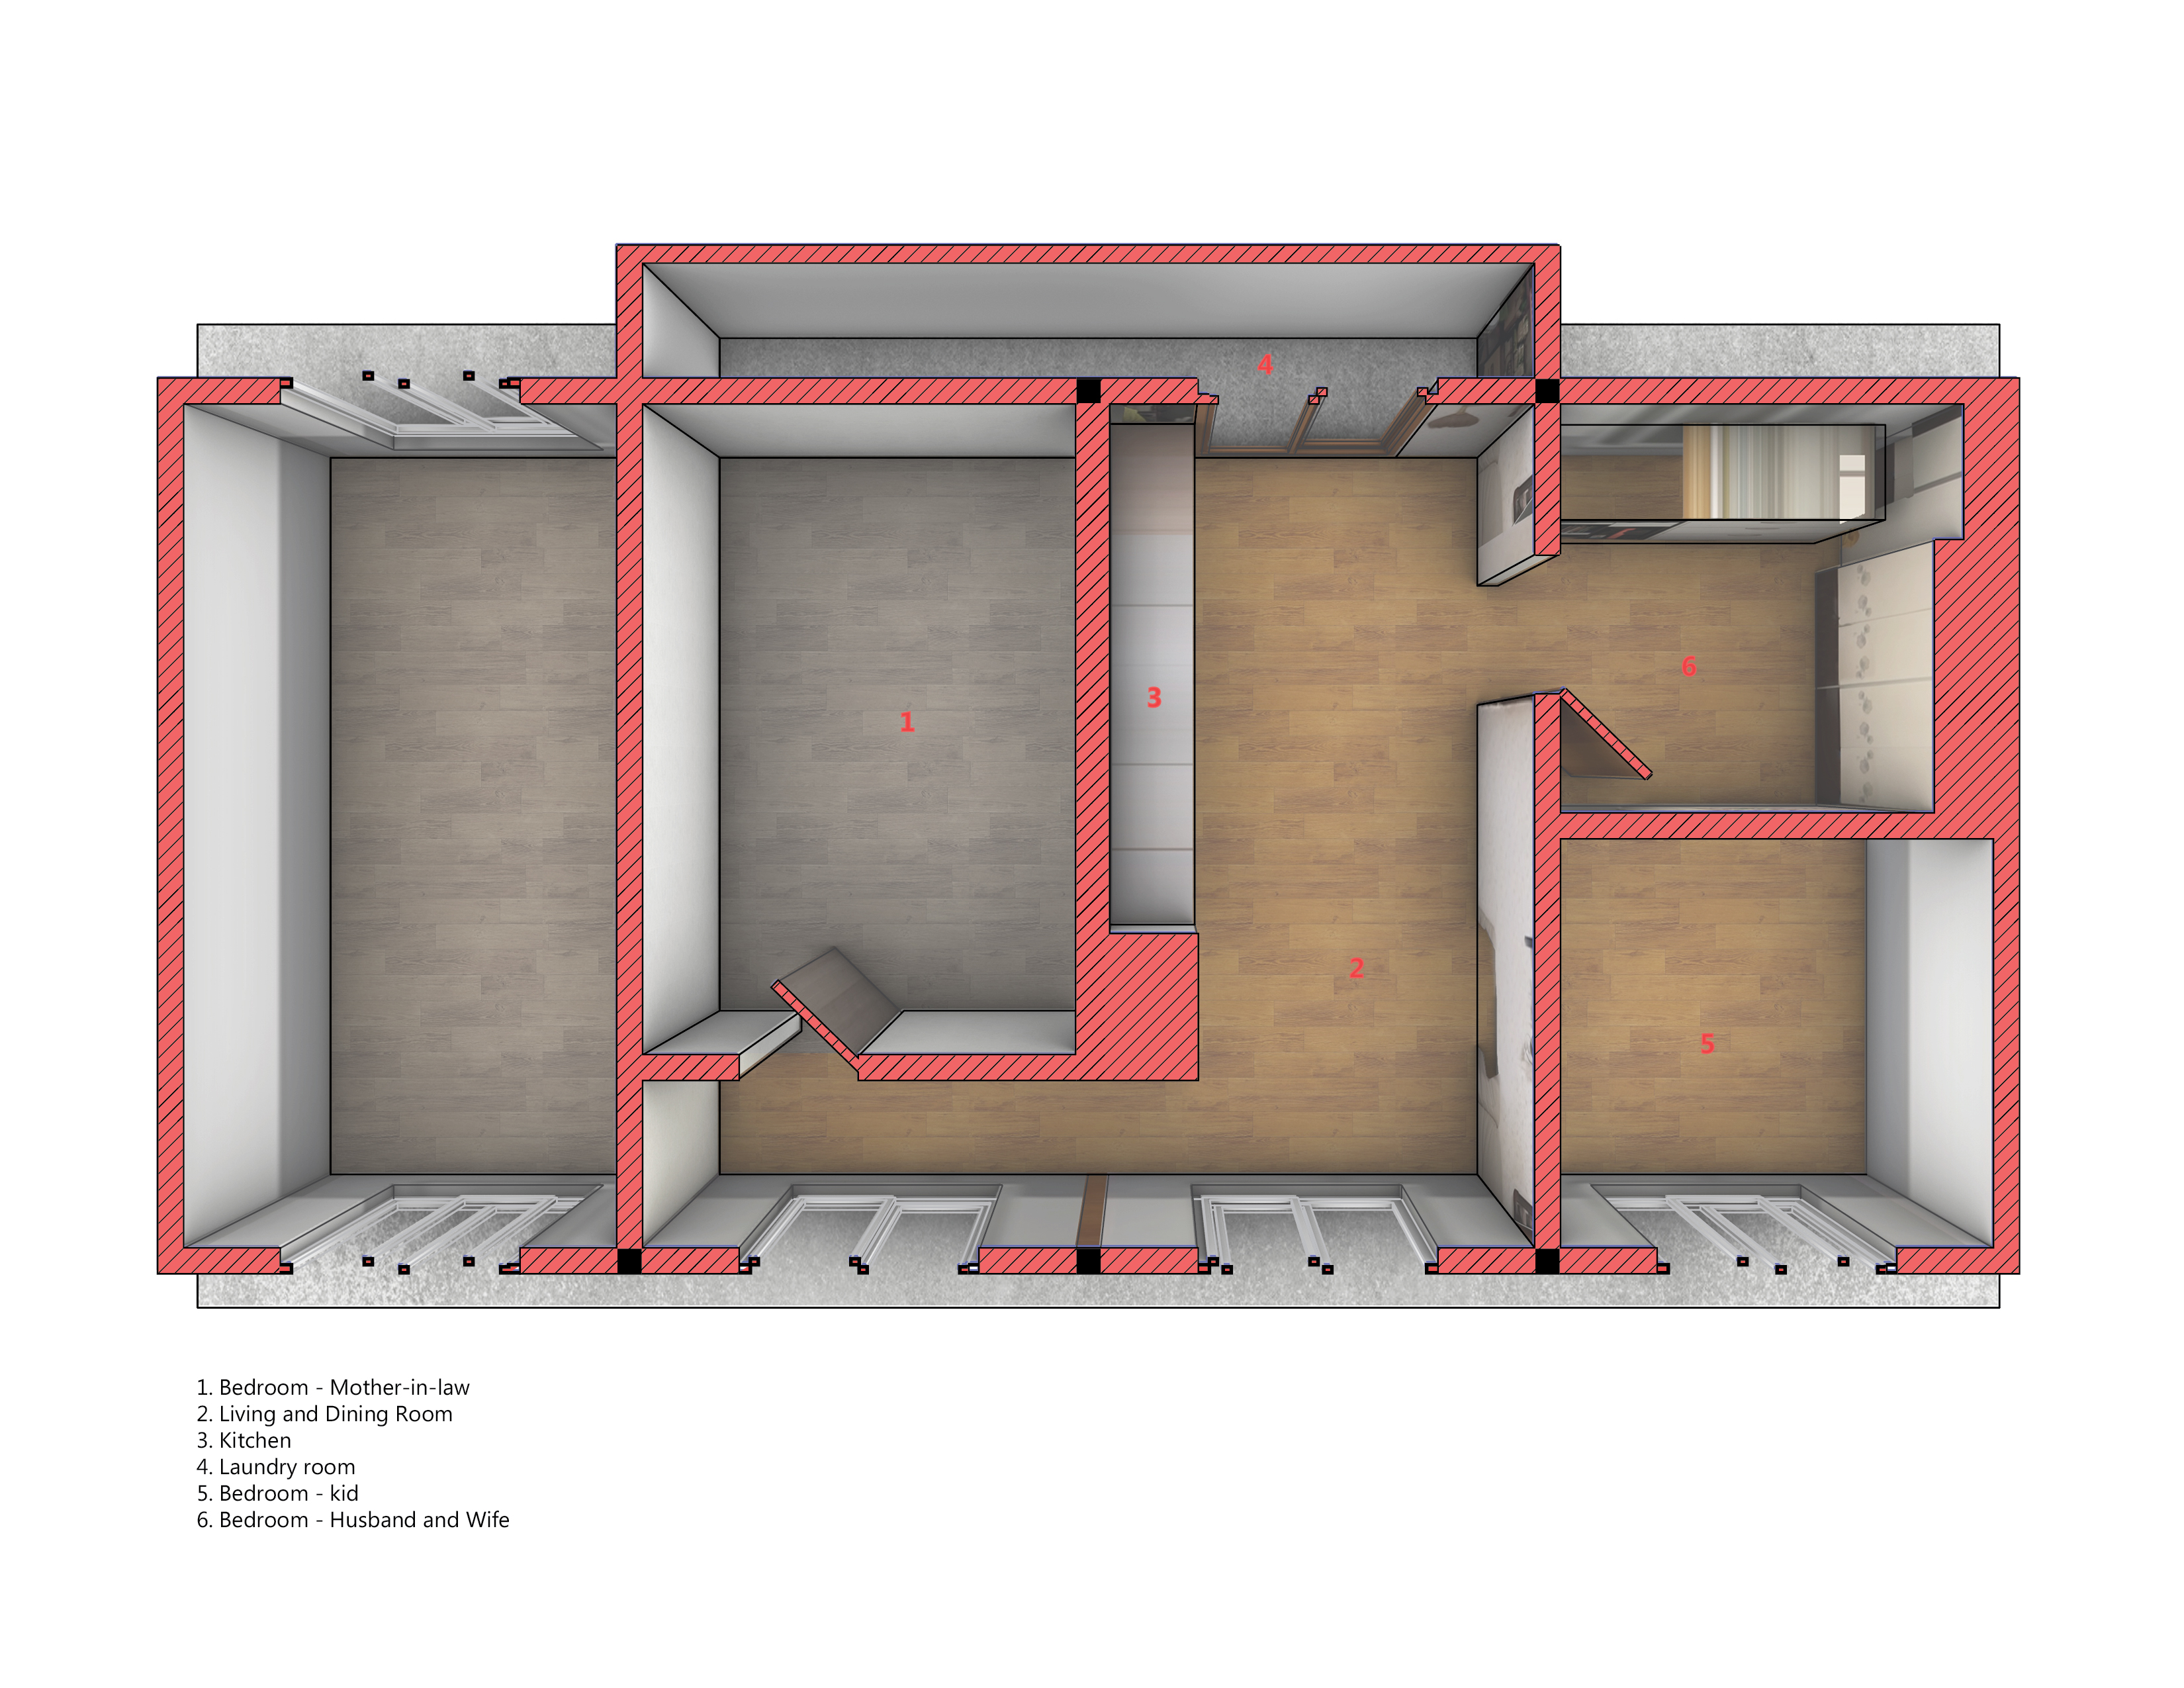 4
6
3
1
2
5
1. Bedroom - Mother-in-law
2. Living and Dining Room
3. Kitchen
4. Laundry room
5. Bedroom - kid
6. Bedroom - Husband and Wife